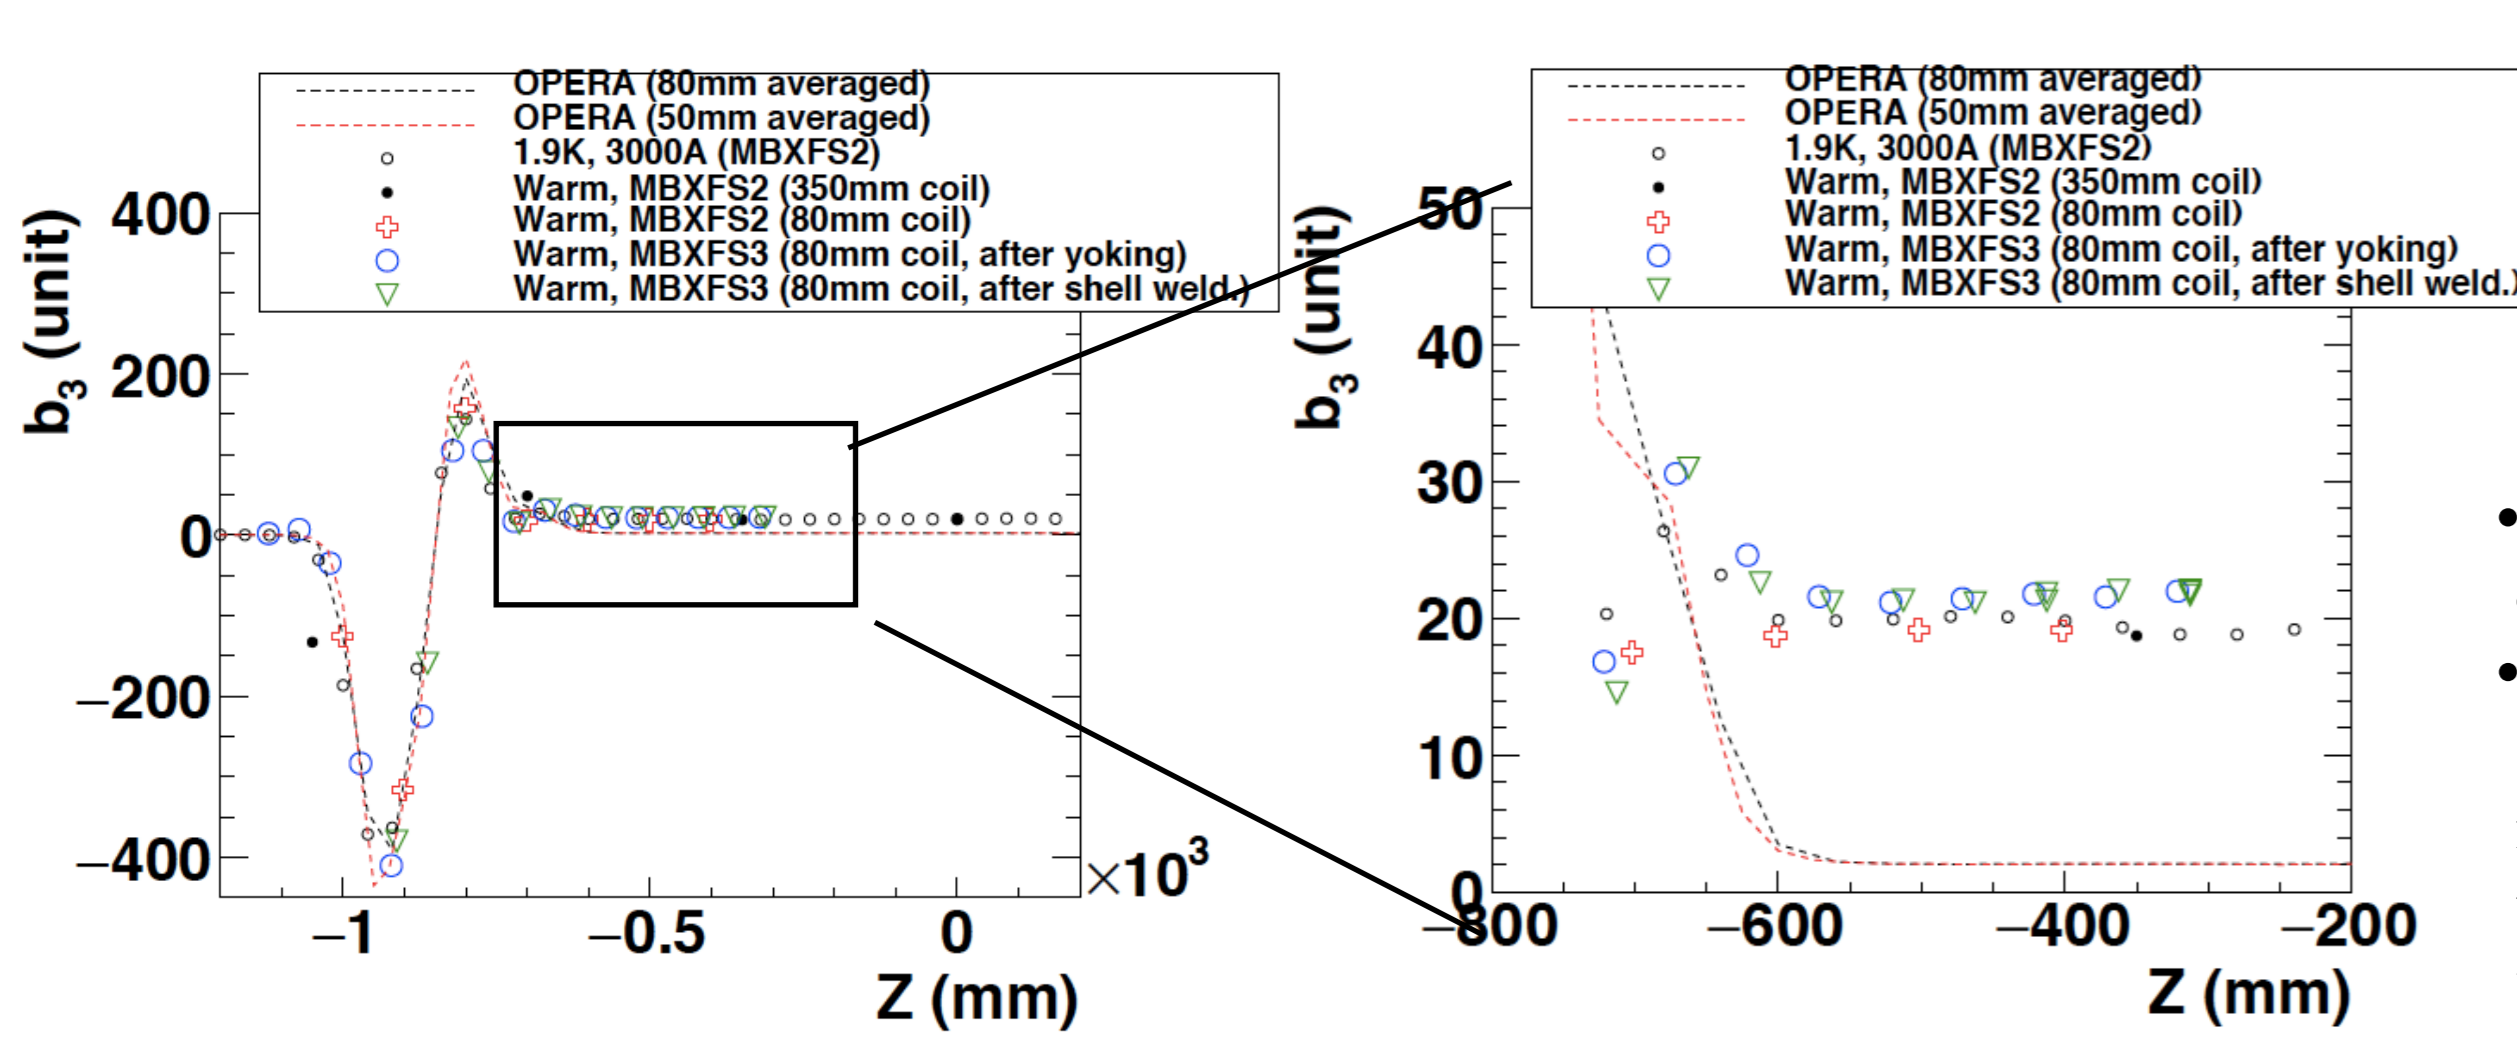 OPERA (80mm averaged)
OPERA (50mm averaged)
1.9K, 3000A (MBXFS2)
Warm, MBXFS2 (350mm coil)
Warm, MBXFS2 (80mm coil)
Warm, MBXFS3 (80mm coil, after yoking)
Warm, MBXFS3 (80mm coil, after shell weld.)
b3 (unit)
400
200
0
−200
−400
−1
−0.5
0
×10³
Z (mm)
OPERA (80mm averaged)
OPERA (50mm averaged)
1.9K, 3000A (MBXFS2)
Warm, MBXFS2 (350mm coil)
Warm, MBXFS2 (80mm coil)
Warm, MBXFS3 (80mm coil, after yoking)
Warm, MBXFS3 (80mm coil, after shell weld.)
b3 (unit)
50
40
30
20
10
0
−800
−600
−400
−200
Z (mm)